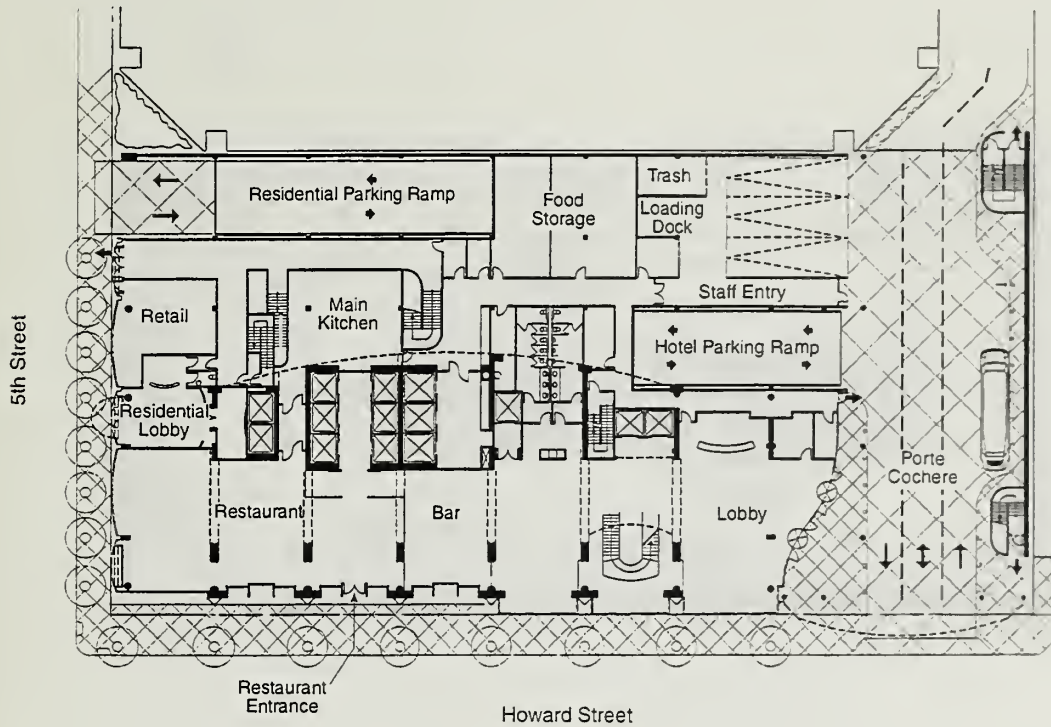 Residential Parking Ramp
Food
Storage
Trash
Loading
Dock
Staff Entry
Retail
Main
Kitchen
Hotel Parking Ramp
5th Street
Residential
Lobby
Porte
Cochere
Restaurant
Bar
Lobby
Restaurant
Entrance
Howard Street